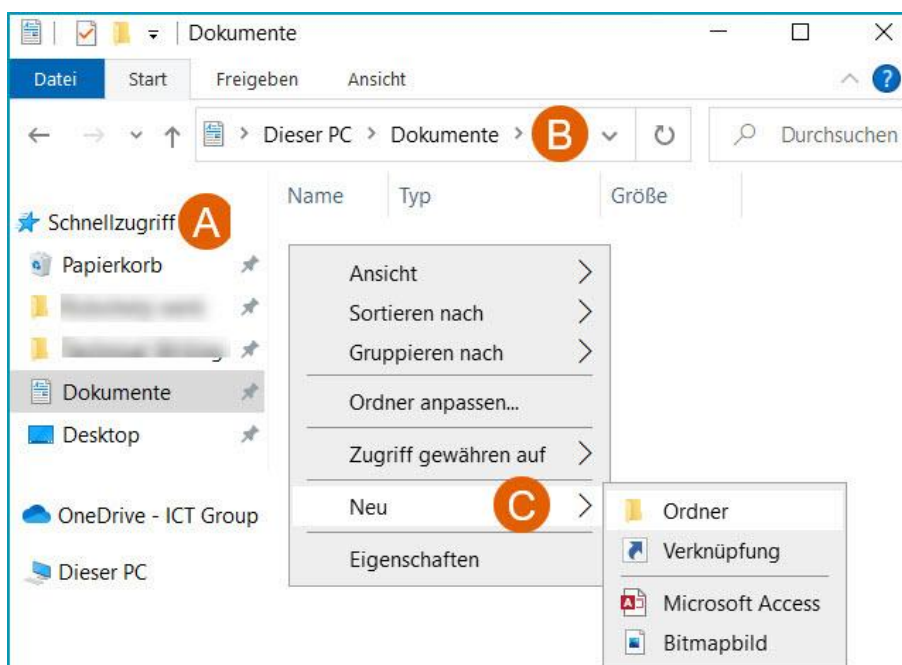 Dokumente
Datei Start Freigeben Ansicht ?
Dieser PC > Dokumente > B Durchsuchen
Name Typ Größe
Schnellzugriff A
Papierkorb
Dokumente
Desktop
OneDrive - ICT Group
Dieser PC
Ansicht
Sortieren nach
Gruppieren nach
Ordner anpassen...
Zugriff gewähren auf
Neu C
Eigenschaften
Ordner
Verknüpfung
Microsoft Access
Bitmapbild